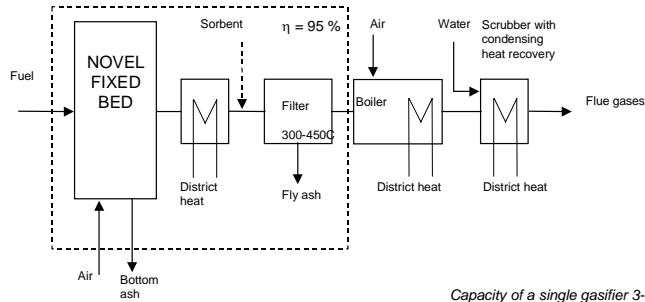 Sorbent
η = 95 %
Air
Water
Scrubber with
condensing
heat recovery
Fuel
NOVEL
FIXED
BED
Filter
300-450C
Boiler
Flue gases
District
heat
Fly ash
District heat
District heat
Air
Bottom
ash
Capacity of a single gasifier 3-